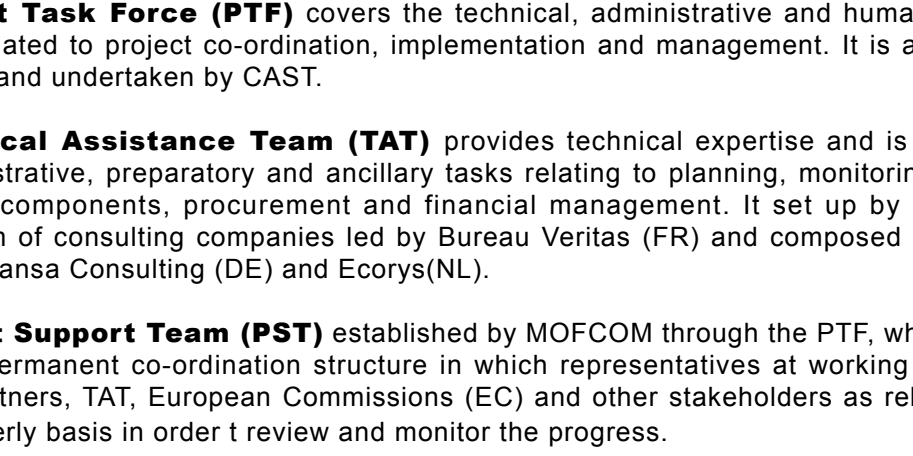 t Task Force (PTF) covers the technical, administrative and huma
ated to project co-ordination, implementation and management. It is a
and undertaken by CAST.
cal Assistance Team (TAT) provides technical expertise and is
strative, preparatory and ancillary tasks relating to planning, monitorin
components, procurement and financial management. It set up by
n of consulting companies led by Bureau Veritas (FR) and composed
ansa Consulting (DE) and Ecorys(NL).
t Support Team (PST) established by MOFCOM through the PTF, wh
ermanent co-ordination structure in which representatives at working
tners, TAT, European Commissions (EC) and other stakeholders as rel
erly basis in order t review and monitor the progress.